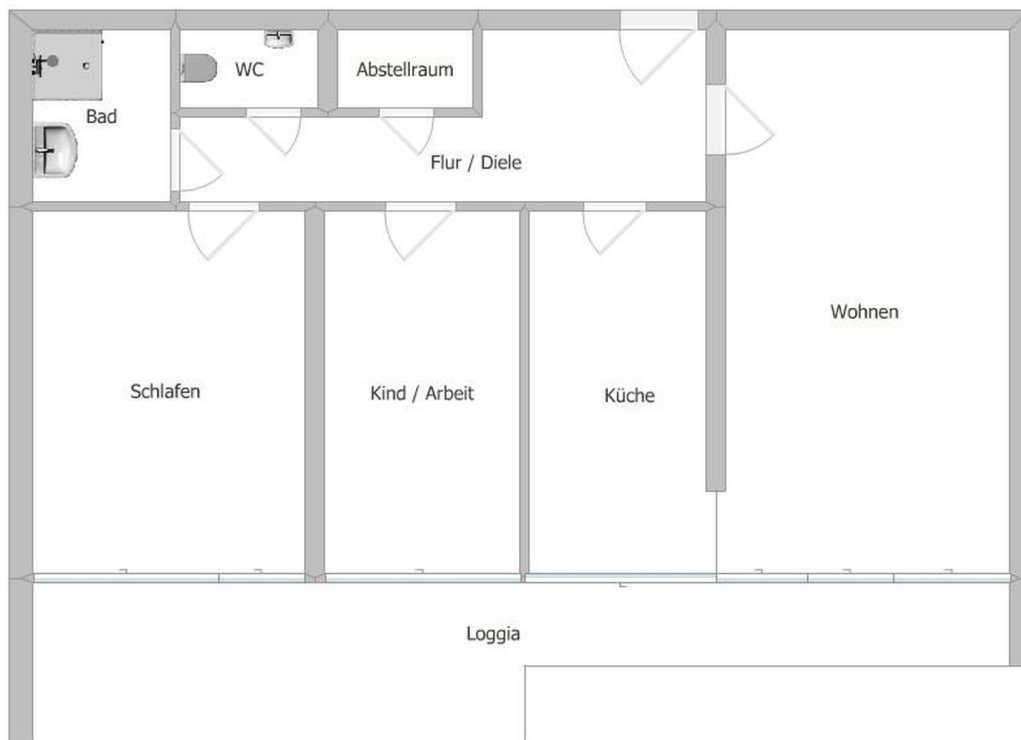 WC
Abstellraum
Bad
Flur / Diele
Wohnen
Schlafen
Kind / Arbeit
Küche
Loggia